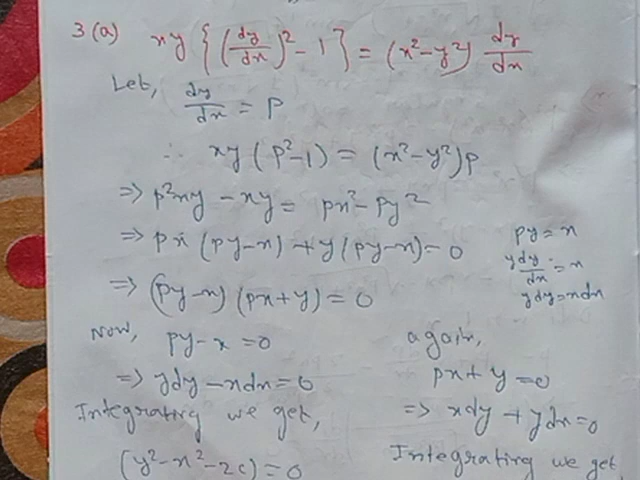 3(a) xy {(dy/dx)² - 1} = (x² - y²) dy/dx
Let, dy/dx = P
∴ xy (p² - 1) = (x² - y²)p
⇒ p²xy - xy = px² - py²
⇒ px (py - x) + y (py - x) = 0
⇒ (py - x) (px + y) = 0
py = x
y dy/dx = x
ydy = xdx
Now, py - x = 0
⇒ ydy - xdx = 0
Integrating we get,
(y² - x² - 2c) = 0
again,
px + y = 0
⇒ xdy + ydx = 0
Integrating we get